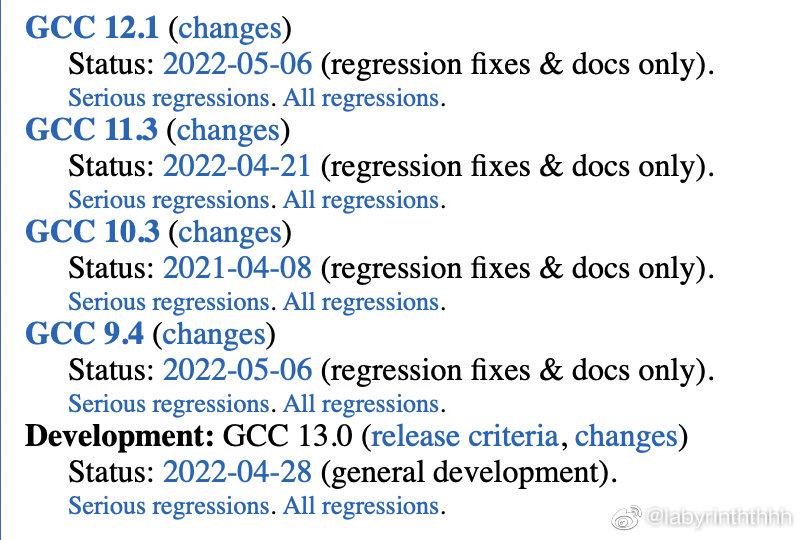 GCC 12.1 (changes)
Status: 2022-05-06 (regression fixes & docs only).
Serious regressions. All regressions.
GCC 11.3 (changes)
Status: 2022-04-21 (regression fixes & docs only).
Serious regressions. All regressions.
GCC 10.3 (changes)
Status: 2021-04-08 (regression fixes & docs only).
Serious regressions. All regressions.
GCC 9.4 (changes)
Status: 2022-05-06 (regression fixes & docs only).
Serious regressions. All regressions.
Development: GCC 13.0 (release criteria, changes)
Status: 2022-04-28 (general development).
Serious regressions. All regressions.
@labyrinththhh